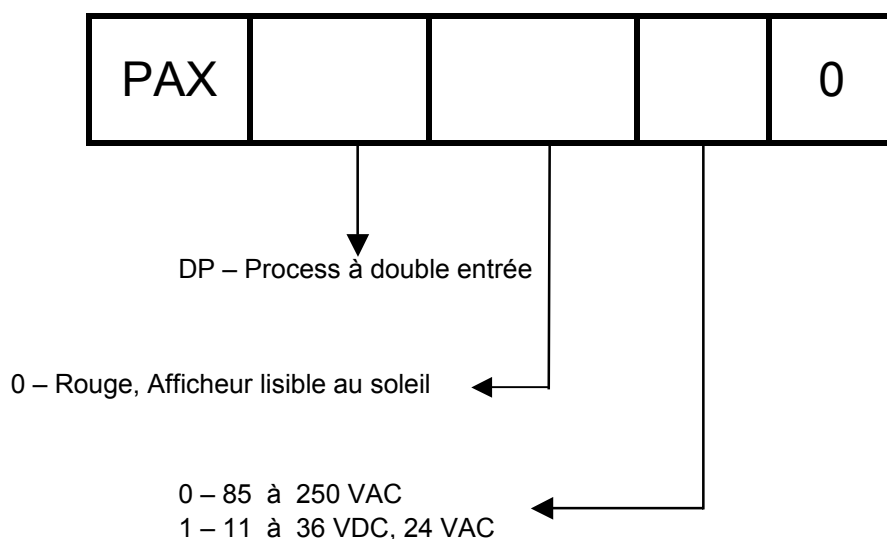 PAX 0
DP – Process à double entrée
0 – Rouge, Afficheur lisible au soleil
0 – 85 à 250 VAC
1 – 11 à 36 VDC, 24 VAC